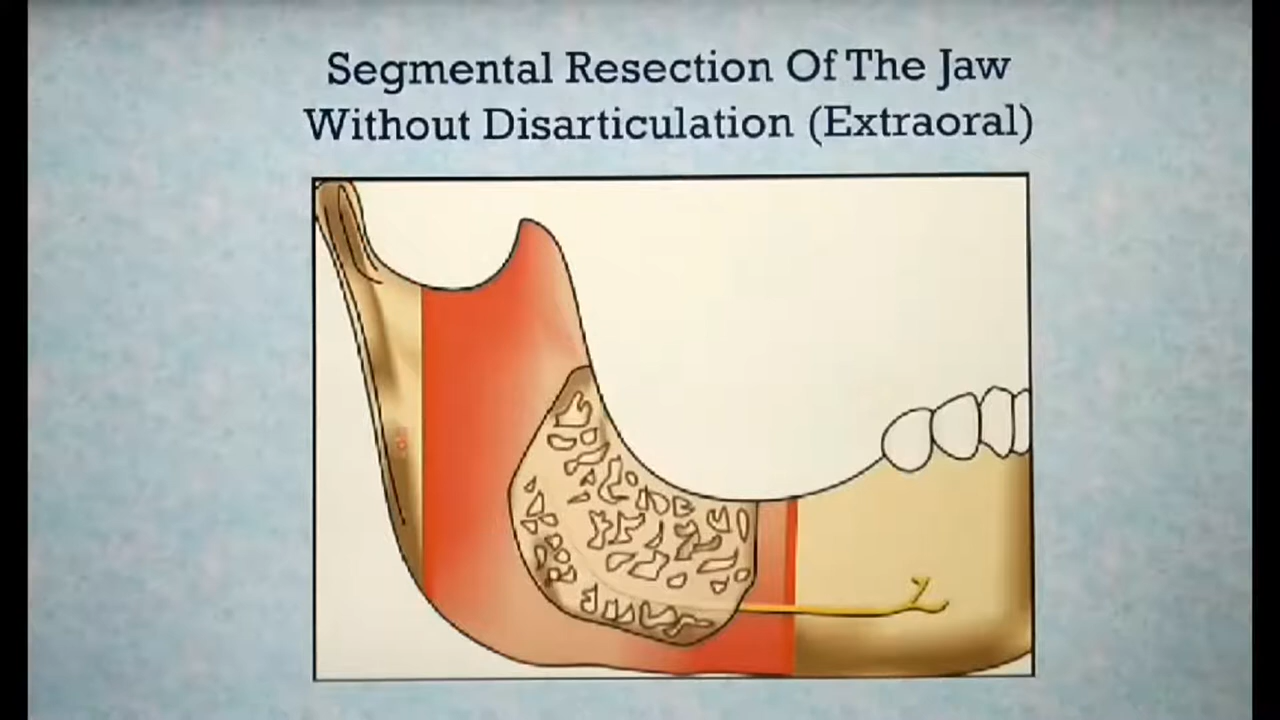 Segmental Resection Of The Jaw
Without Disarticulation (Extraoral)